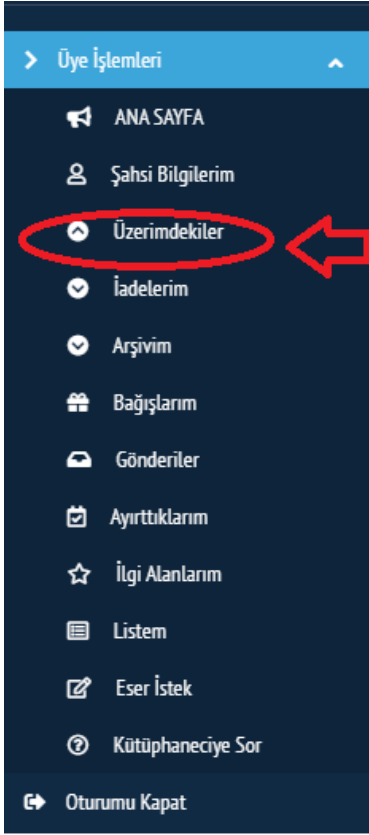 Üye İşlemleri
ANA SAYFA
Şahsi Bilgilerim
Üzerimdekiler
İadelerim
Arşivim
Bağışlarım
Gönderiler
Ayırttıklarım
İlgi Alanlarım
Listem
Eser İstek
Kütüphaneciye Sor
Oturumu Kapat